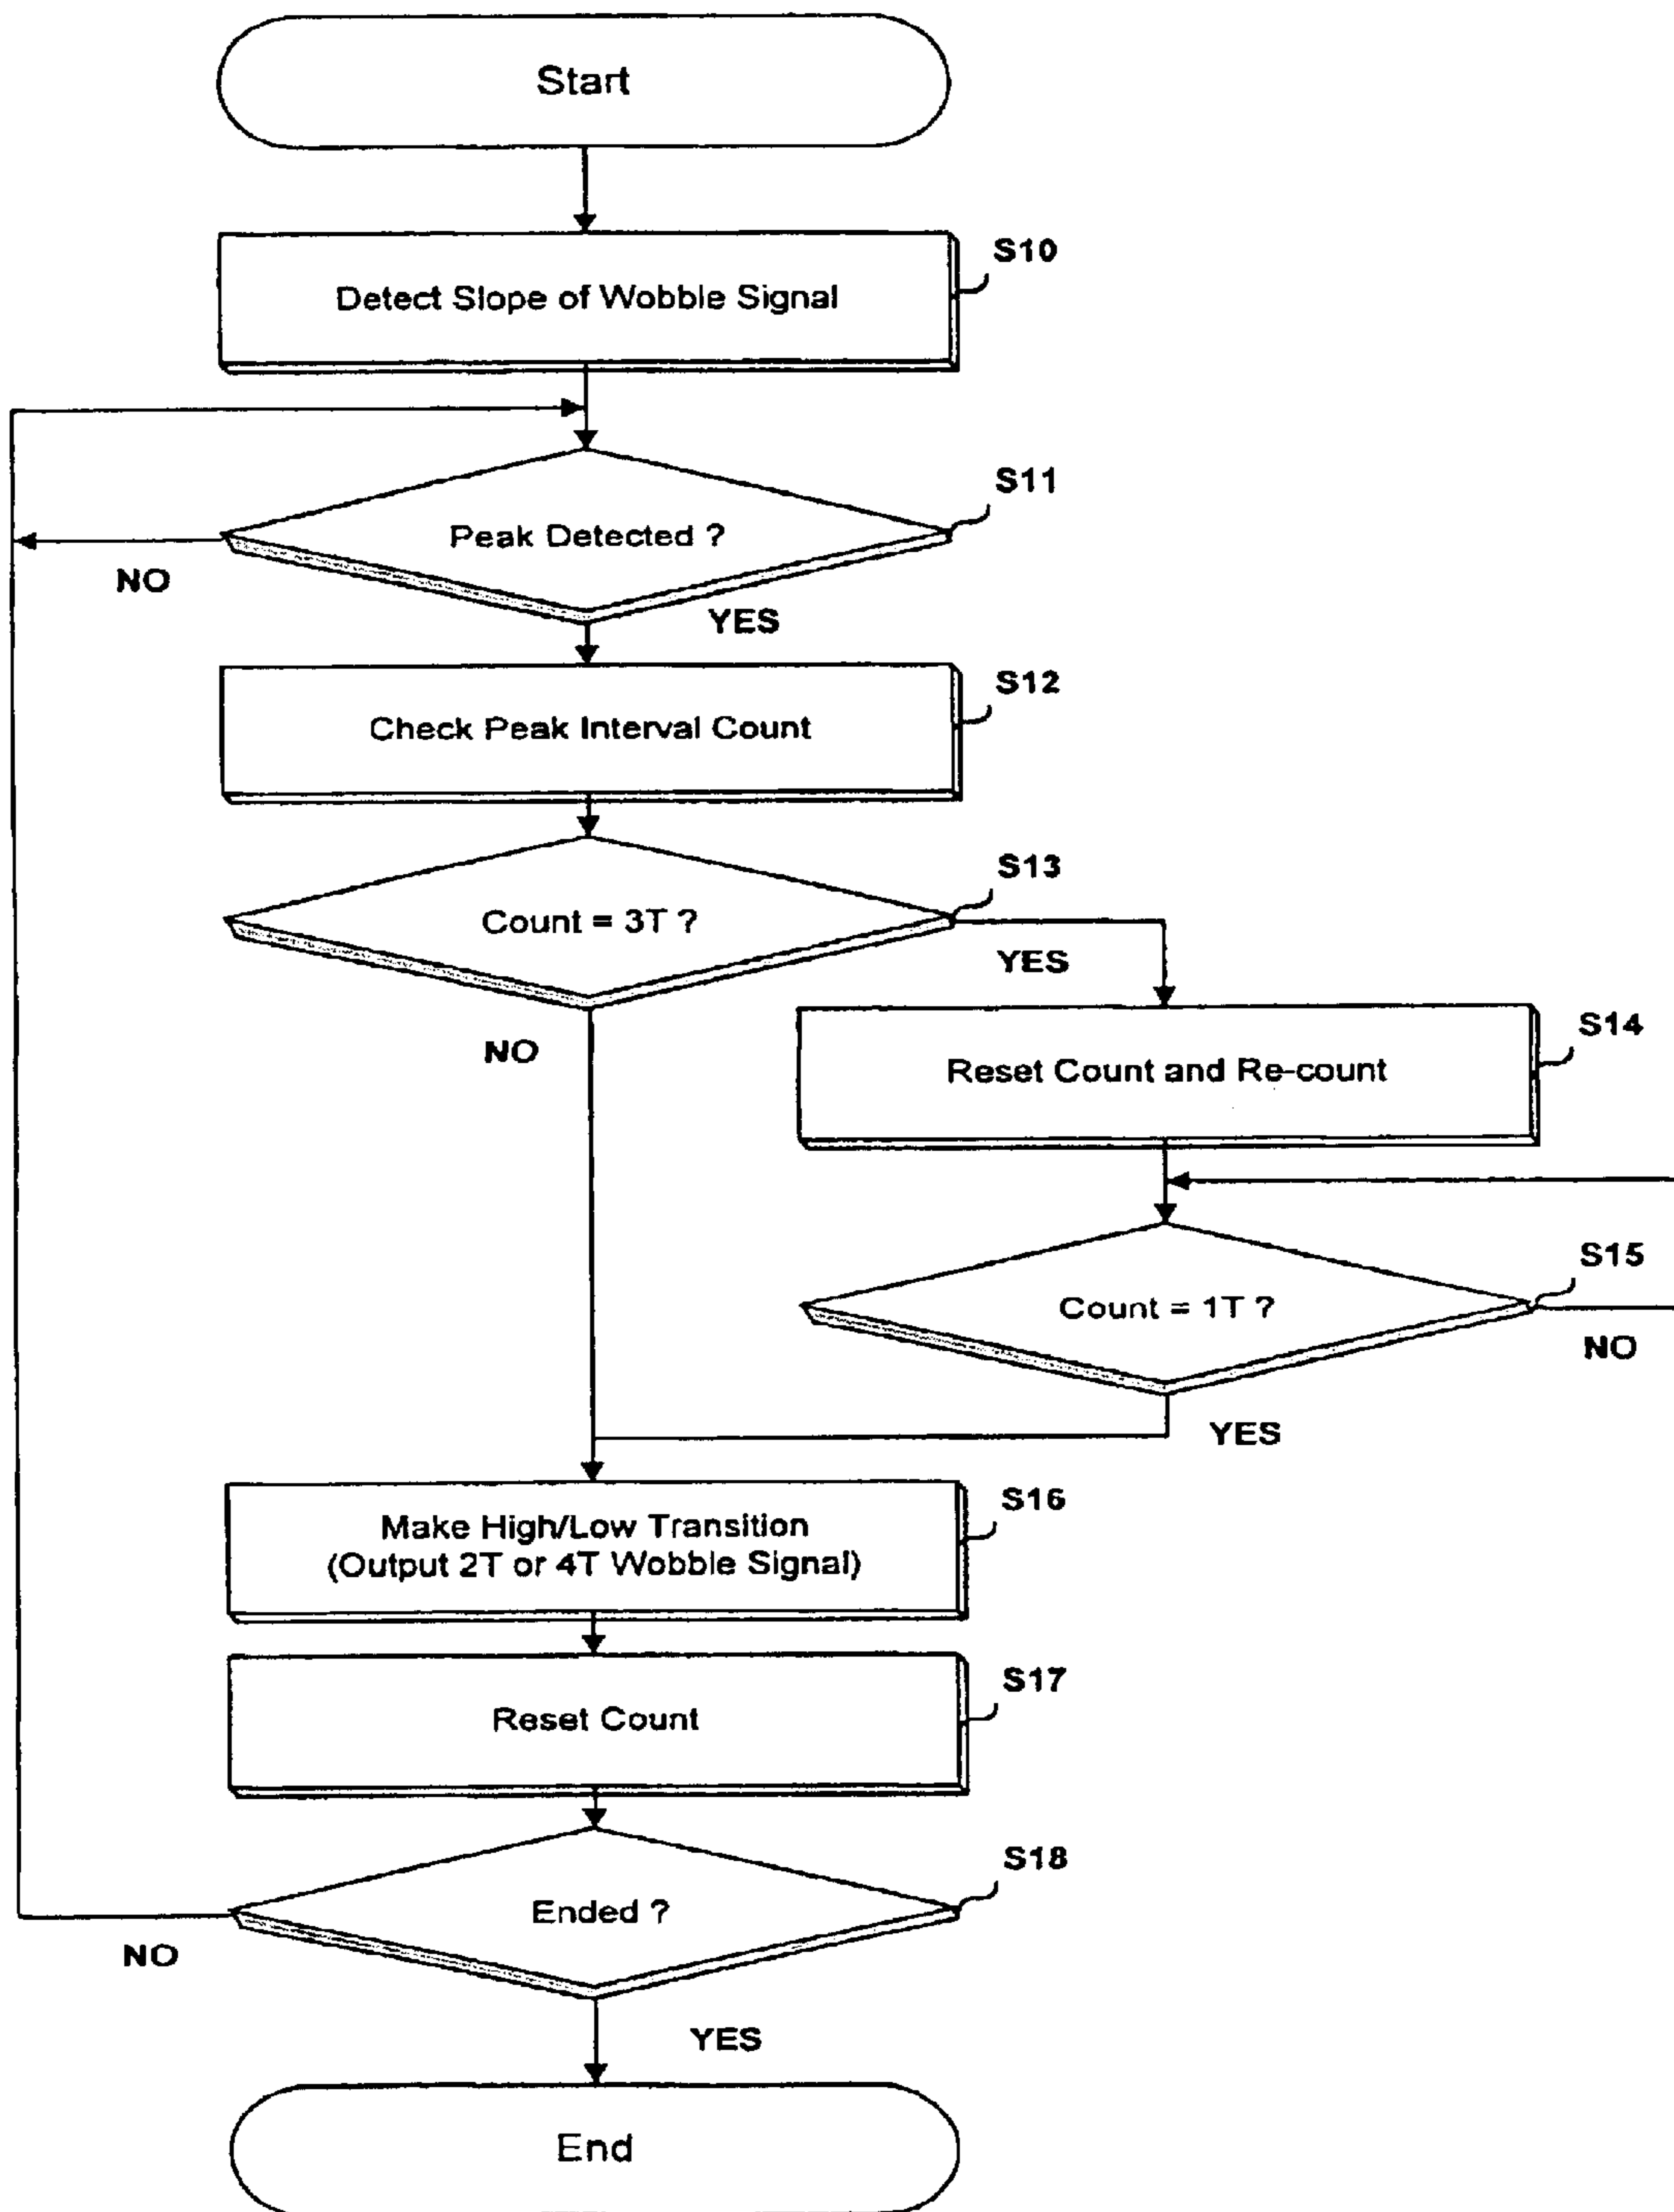 Start
S10
Detect Slope of Wobble Signal
S11
Peak Detected ?
NO
YES
S12
Check Peak Interval Count
S13
Count = 3T ?
YES
NO
S14
Reset Count and Re-count
S15
Count = 1T ?
NO
YES
S16
Make High/Low Transition
(Output 2T or 4T Wobble Signal)
S17
Reset Count
S18
Ended ?
NO
YES
End